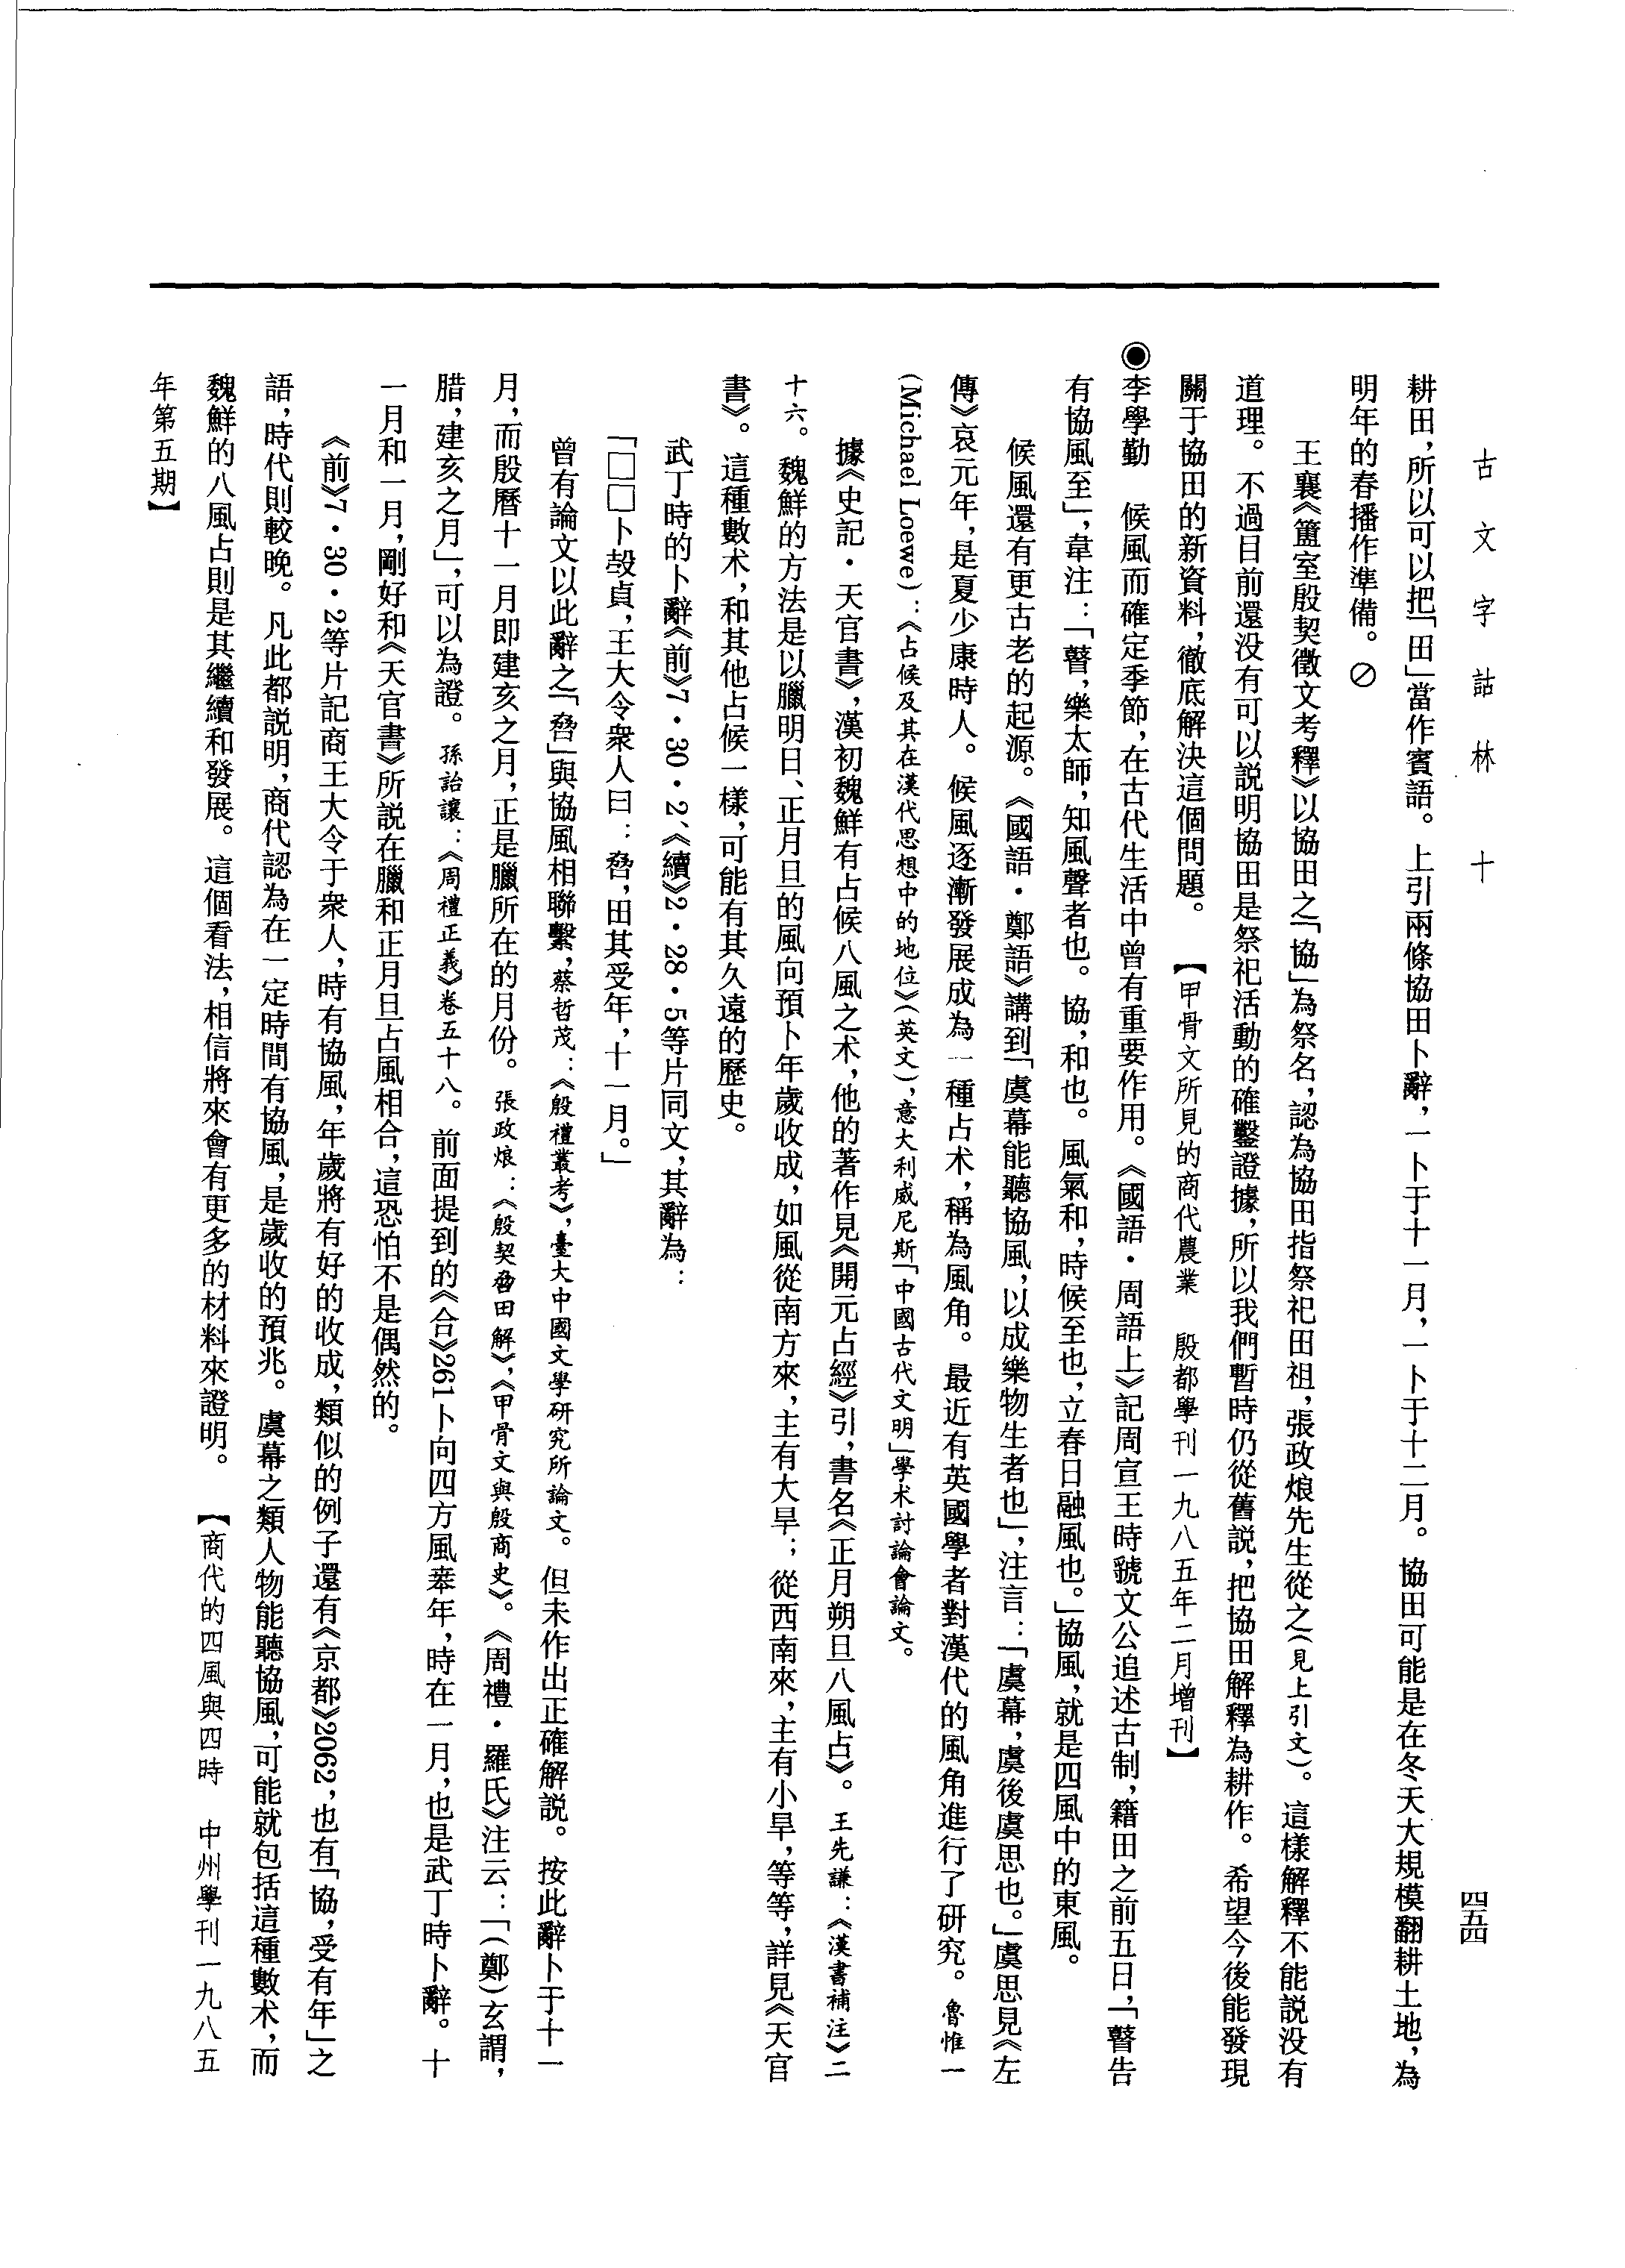 古文字詁林　十
四五四
耕田，所以可以把「田」當作賓語。上引兩條協田卜辭，一卜于十一月，一卜于十二月。協田可能是在冬天大規模翻耕土地，為
明年的春播作準備。⊘
王襄《簠室殷契徵文考釋》以協田之「協」為祭名，認為協田指祭祀田祖，張政烺先生從之（見上引文）。這樣解釋不能説没有
道理。不過目前還没有可以説明協田是祭祀活動的確鑿證據，所以我們暫時仍從舊説，把協田解釋為耕作。希望今後能發現
關于協田的新資料，徹底解決這個問題。　【甲骨文所見的商代農業　殷都學刊一九八五年二月增刊】
◉李學勤　候風而確定季節，在古代生活中曾有重要作用。《國語·周語上》記周宣王時虢文公追述古制，籍田之前五日，「瞽告
有協風至」，韋注：「瞽，樂太師，知風聲者也。協，和也。風氣和，時候至也，立春日融風也。」協風，就是四風中的東風。
候風還有更古老的起源。《國語·鄭語》講到「虞幕能聽協風，以成樂物生者也」，注言：「虞幕，虞後虞思也。」虞思見《左
傳》哀元年，是夏少康時人。候風逐漸發展成為一種占术，稱為風角。最近有英國學者對漢代的風角進行了研究。魯惟一
（Michael Loewe）：《占候及其在漢代思想中的地位》（英文），意大利威尼斯「中國古代文明」學术討論會論文。
據《史記·天官書》，漢初魏鮮有占候八風之术，他的著作見《開元占經》引，書名《正月朔旦八風占》。王先謙：《漢書補注》二
十六。魏鮮的方法是以臘明日、正月旦的風向預卜年歲收成，如風從南方來，主有大旱；從西南來，主有小旱，等等，詳見《天官
書》。這種數术，和其他占候一樣，可能有其久遠的歷史。
武丁時的卜辭《前》7·30·2、《續》2·28·5等片同文，其辭為：
「□□卜㱿貞，王大令衆人曰：劦，田其受年，十一月。」
曾有論文以此辭之「劦」與協風相聯繫，蔡哲茂：《殷禮叢考》，臺大中國文學研究所論文。但未作出正確解説。按此辭卜于十一
月，而殷曆十一月即建亥之月，正是臘所在的月份。張政烺：《殷契劦田解》，《甲骨文與殷商史》。《周禮·羅氏》注云：「（鄭）玄謂，
腊，建亥之月」，可以為證。孫詒讓：《周禮正義》卷五十八。前面提到的《合》261卜向四方風桒年，時在一月，也是武丁時卜辭。十
一月和一月，剛好和《天官書》所説在臘和正月旦占風相合，這恐怕不是偶然的。
《前》7·30·2等片記商王大令于衆人，時有協風，年歲將有好的收成，類似的例子還有《京都》2062，也有「協，受有年」之
語，時代則較晚。凡此都説明，商代認為在一定時間有協風，是歲收的預兆。虞幕之類人物能聽協風，可能就包括這種數术，而
魏鮮的八風占則是其繼續和發展。這個看法，相信將來會有更多的材料來證明。　【商代的四風與四時　中州學刊一九八五
年第五期】